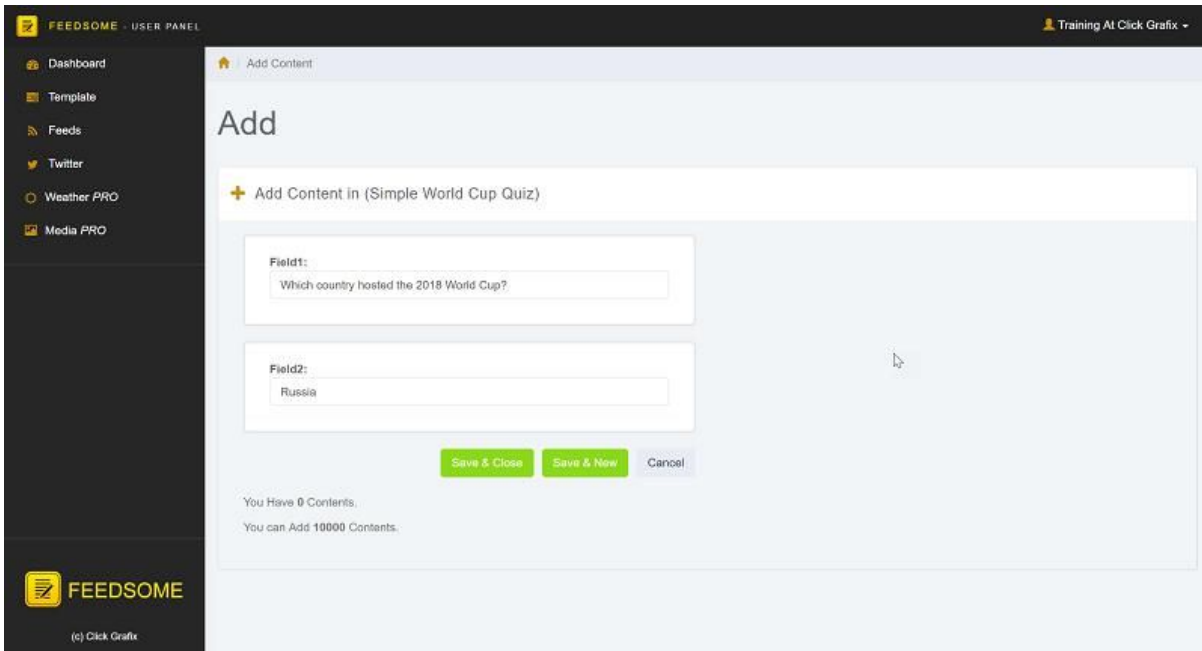 FEEDSOME - USER PANEL
Training At Click Grafix
Dashboard
Template
Feeds
Twitter
Weather PRO
Media PRO
Add Content
Add
Add Content in (Simple World Cup Quiz)
Field1:
Which country hosted the 2018 World Cup?
Field2:
Russia
Save & Close Save & New Cancel
You Have 0 Contents.
You can Add 10000 Contents.
FEEDSOME
(c) Click Grafix